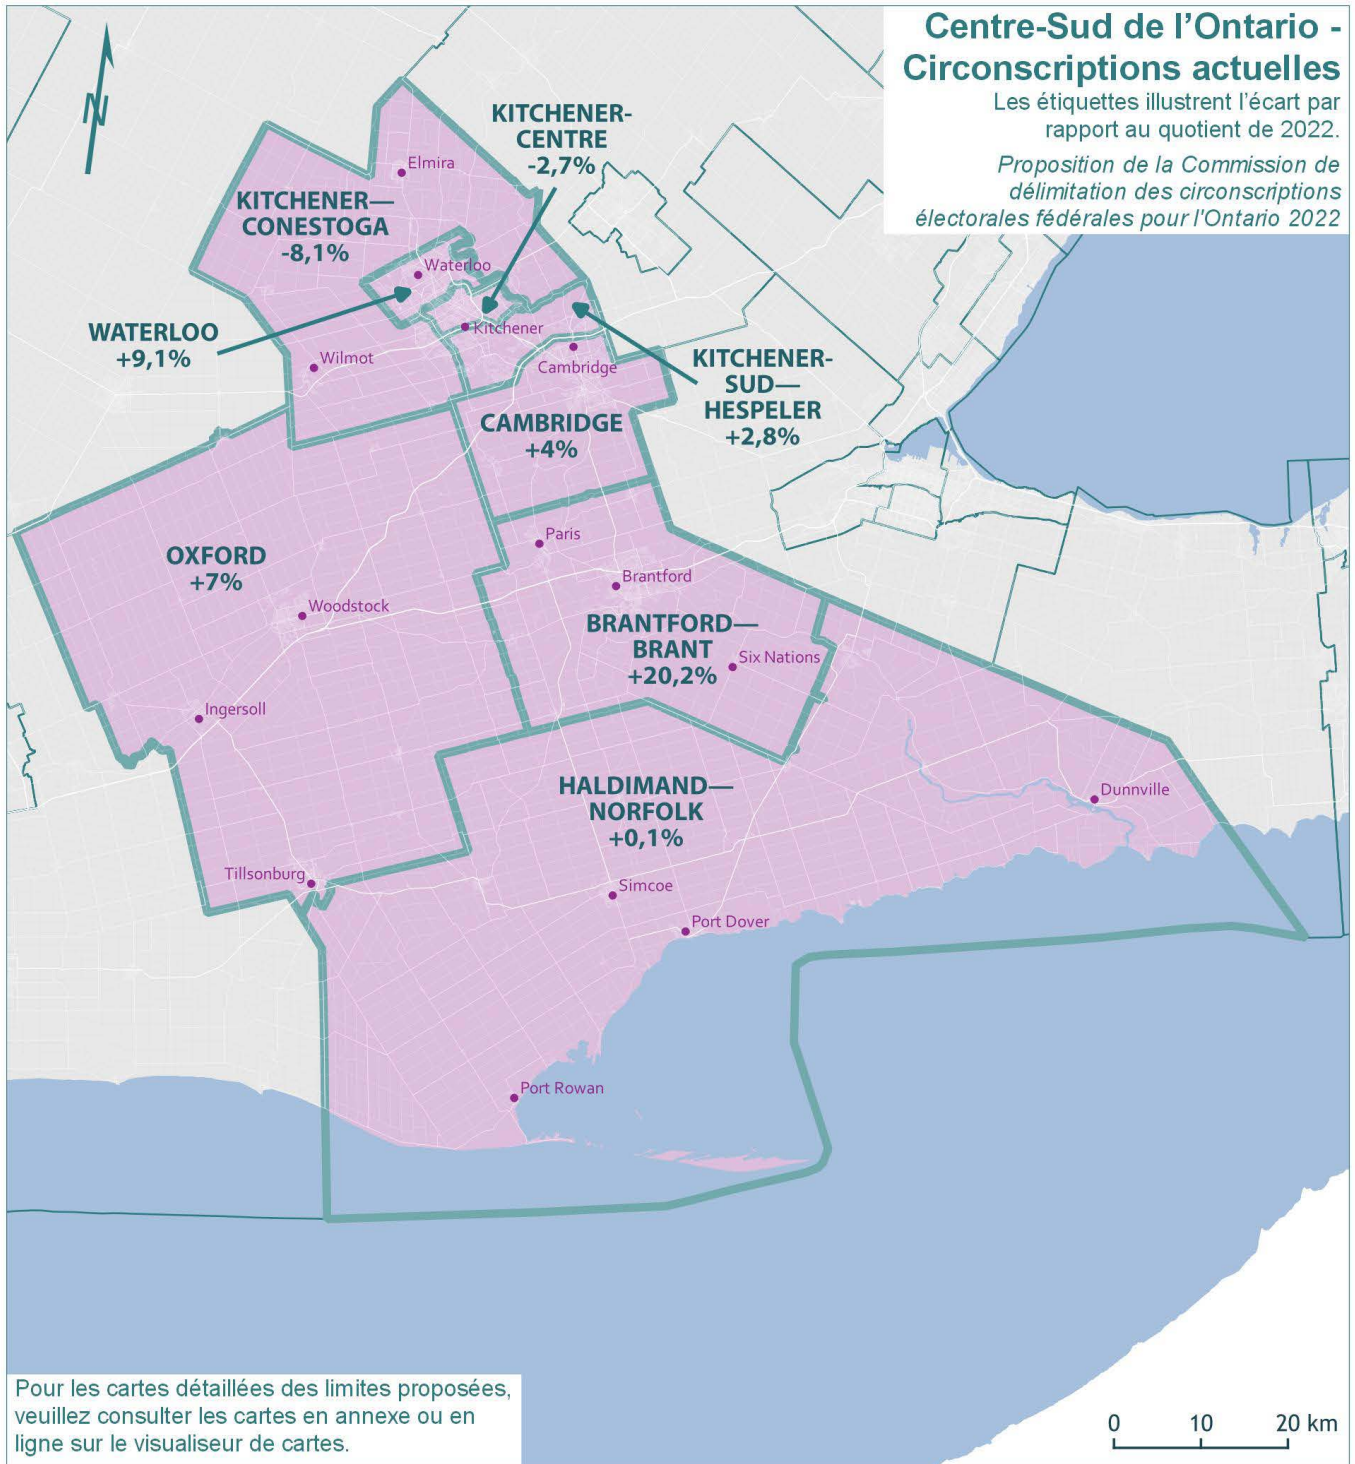 Centre-Sud de l’Ontario -
Circonscriptions actuelles
Les étiquettes illustrent l’écart par
rapport au quotient de 2022.
Proposition de la Commission de
délimitation des circonscriptions
électorales fédérales pour l'Ontario 2022
N
KITCHENER-
CENTRE
-2,7%
Elmira
KITCHENER—
CONESTOGA
-8,1%
Waterloo
WATERLOO
+9,1%
Kitchener
Wilmot
Cambridge
KITCHENER-
SUD—
HESPELER
+2,8%
CAMBRIDGE
+4%
OXFORD
+7%
Paris
Brantford
Woodstock
BRANTFORD—
BRANT
+20,2%
Six Nations
Ingersoll
HALDIMAND—
NORFOLK
+0,1%
Dunnville
Tillsonburg
Simcoe
Port Dover
Port Rowan
Pour les cartes détaillées des limites proposées,
veuillez consulter les cartes en annexe ou en
ligne sur le visualiseur de cartes.
0 10 20 km